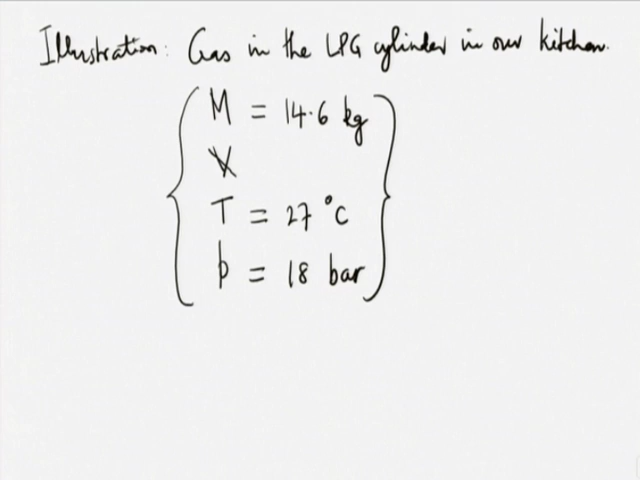 Illustration: Gas in the LPG cylinder in our kitchen.
M = 14.6 kg
V
T = 27 °C
p = 18 bar